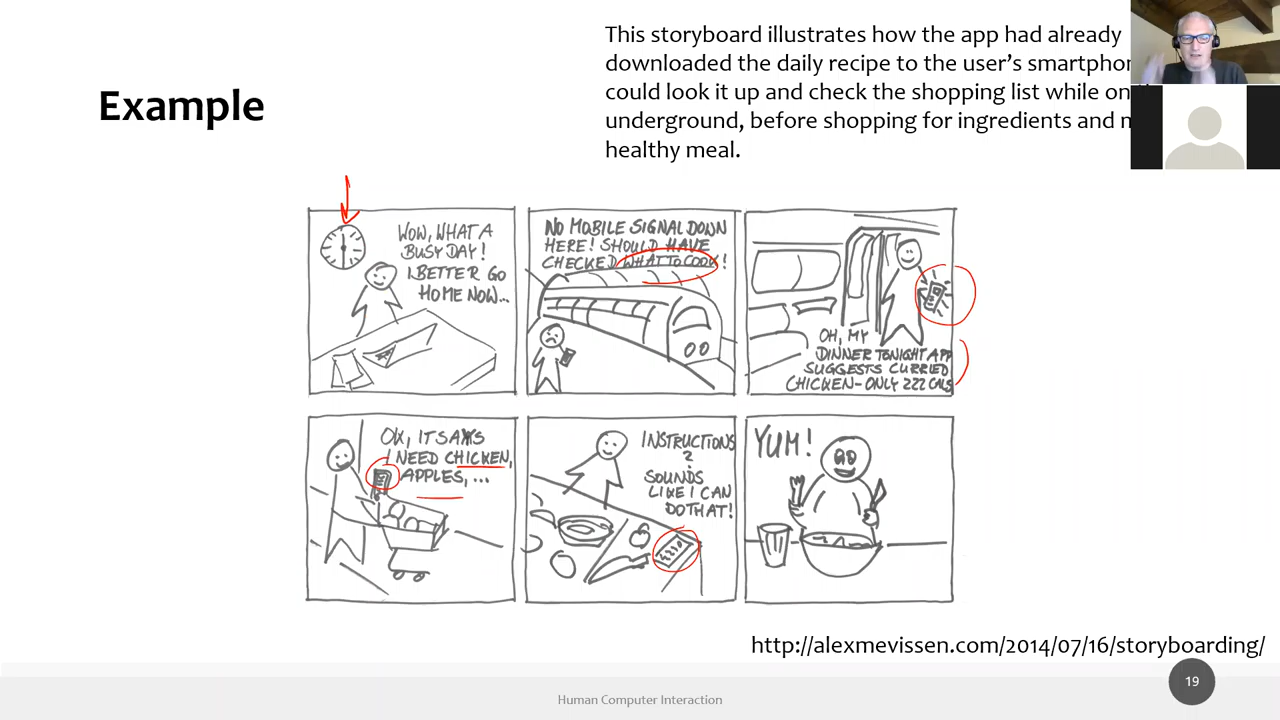 Example
This storyboard illustrates how the app had already
downloaded the daily recipe to the user's
could look it up and check the shopping list while
underground, before shopping for ingredients and
healthy meal.
WOW, WHAT A
BUSY DAY!
I BETTER GO
HOME NOW...
NO MOBILE SIGNAL DOWN
HERE! SHOULD HAVE
CHECKED WHAT TO COOK!
OH, MY
DINNER TONIGHT APP
SUGGESTS CURRIED
CHICKEN-ONLY 222 CALS
OK, IT SAYS
I NEED CHICKEN,
APPLES, ...
INSTRUCTIONS
?
SOUNDS
LIKE I CAN
DO THAT!
YUM!
http://alexmevissen.com/2014/07/16/storyboarding/
19
Human Computer Interaction